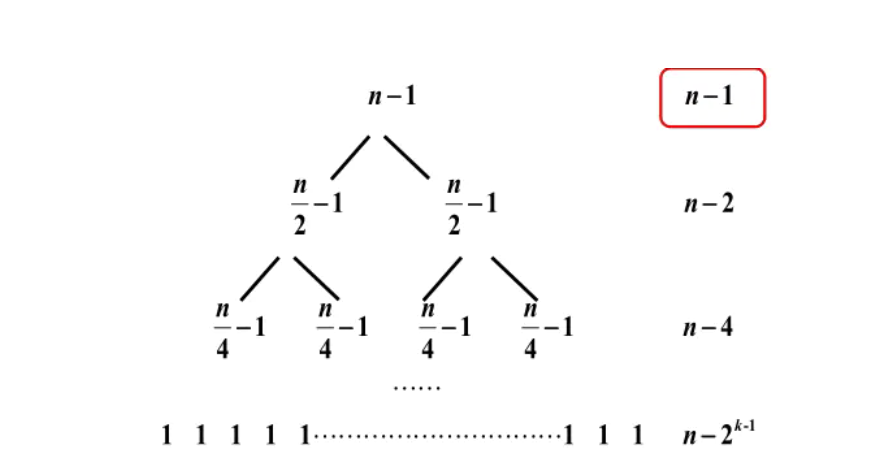 n−1 n−1
n/2−1 n/2−1 n−2
n/4−1 n/4−1 n/4−1 n/4−1 n−4
……
1 1 1 1 1…………………………1 1 1 n−2^{k-1}